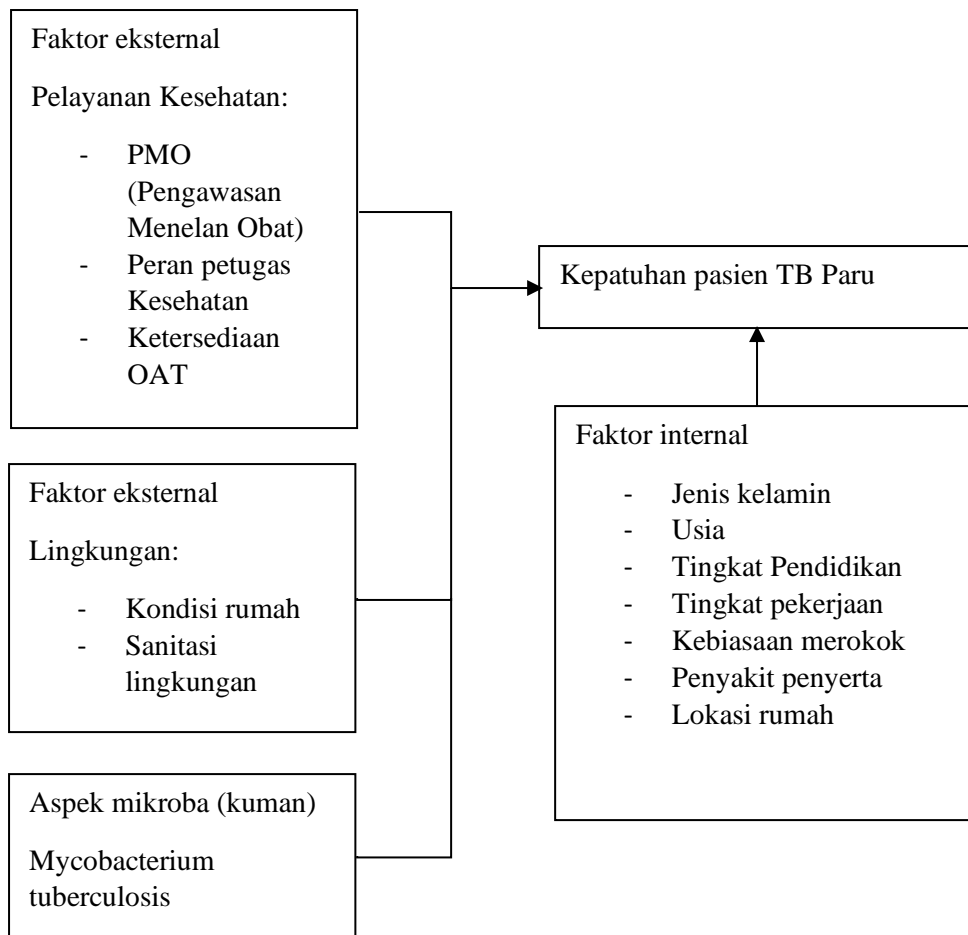 Faktor eksternal
Pelayanan Kesehatan:
- PMO
(Pengawasan
Menelan Obat)
- Peran petugas
Kesehatan
- Ketersediaan
OAT
Faktor eksternal
Lingkungan:
- Kondisi rumah
- Sanitasi
lingkungan
Aspek mikroba (kuman)
Mycobacterium
tuberculosis
Kepatuhan pasien TB Paru
Faktor internal
- Jenis kelamin
- Usia
- Tingkat Pendidikan
- Tingkat pekerjaan
- Kebiasaan merokok
- Penyakit penyerta
- Lokasi rumah